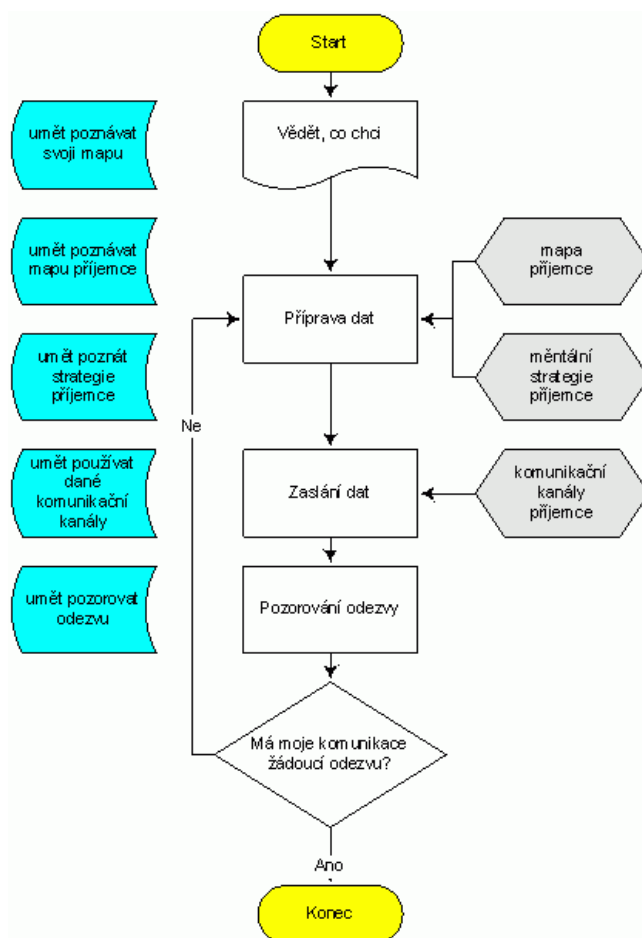 Start
umět poznávat
svoji mapu
Vědět, co chci
umět poznávat
mapu příjemce
mapa
příjemce
Příprava dat
umět poznát
strategie
příjemce
měntální
strategie
příjemce
Ne
umět používat
dané
komunikační
kanály
Zaslání dat
komunikační
kanály
příjemce
umět pozorovat
odezvu
Pozorování odezvy
Má moje komunikace
žádoucí odezvu?
Ano
Konec